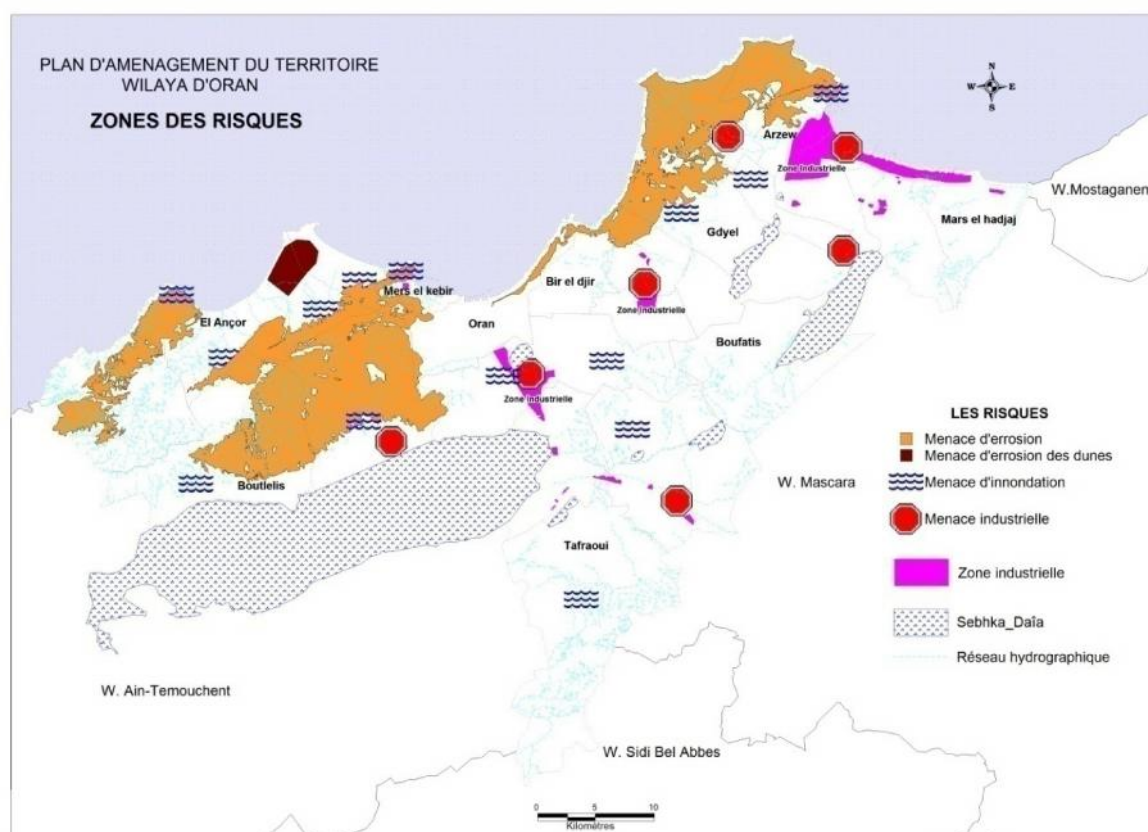 PLAN D'AMENAGEMENT DU TERRITOIRE
WILAYA D'ORAN
ZONES DES RISQUES
N
W E
S
Arzew
Zone Industrielle
W.Mostaganen
Mars el hadjaj
Gdyel
Bir el djir
Mers el kebir
Zone Industrielle
El Ançor
Oran
Boufatis
Zone Industrielle
Boutlelis
W. Mascara
Tafraoui
W. Ain-Temouchent
W. Sidi Bel Abbes
LES RISQUES
Menace d'errosion
Menace d'errosion des dunes
Menace d'innondation
Menace industrielle
Zone industrielle
Sebhka_Daîa
Réseau hydrographique
0 5 10
Kilométres